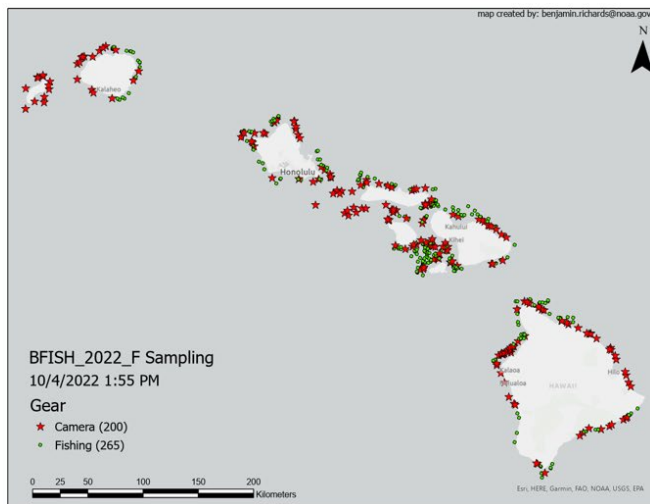 map created by: benjamin.richards@noaa.gov
N
Kalaheo
Honolulu
Kahului
Kihei
Kalaoa
Hilo
HAWAII
BFISH_2022_F Sampling
10/4/2022 1:55 PM
Gear
Camera (200)
Fishing (265)
0 25 50 100 150 200
Kilometers
Esri, HERE, Garmin, FAO, NOAA, USGS, EPA